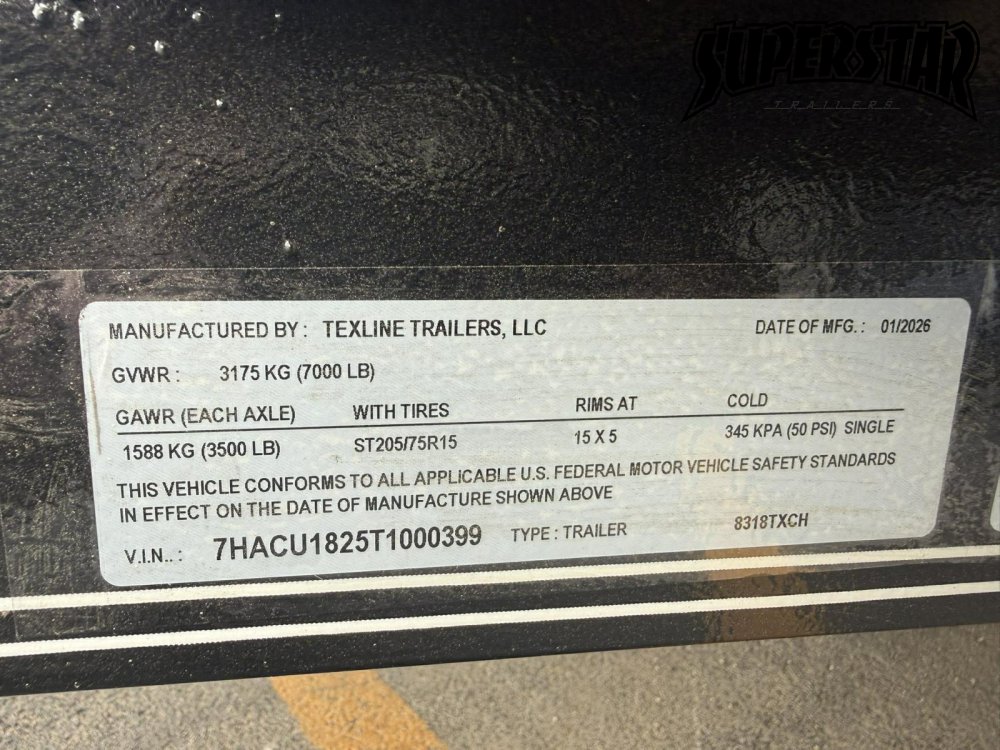 SUPERSTAR
TRAILERS
MANUFACTURED BY : TEXLINE TRAILERS, LLC DATE OF MFG. : 01/2026
GVWR : 3175 KG (7000 LB)
GAWR (EACH AXLE) WITH TIRES RIMS AT COLD
1588 KG (3500 LB) ST205/75R15 15 X 5 345 KPA (50 PSI) SINGLE
THIS VEHICLE CONFORMS TO ALL APPLICABLE U.S. FEDERAL MOTOR VEHICLE SAFETY STANDARDS
IN EFFECT ON THE DATE OF MANUFACTURE SHOWN ABOVE
V.I.N.. : 7HACU1825T1000399 TYPE : TRAILER 8318TXCH